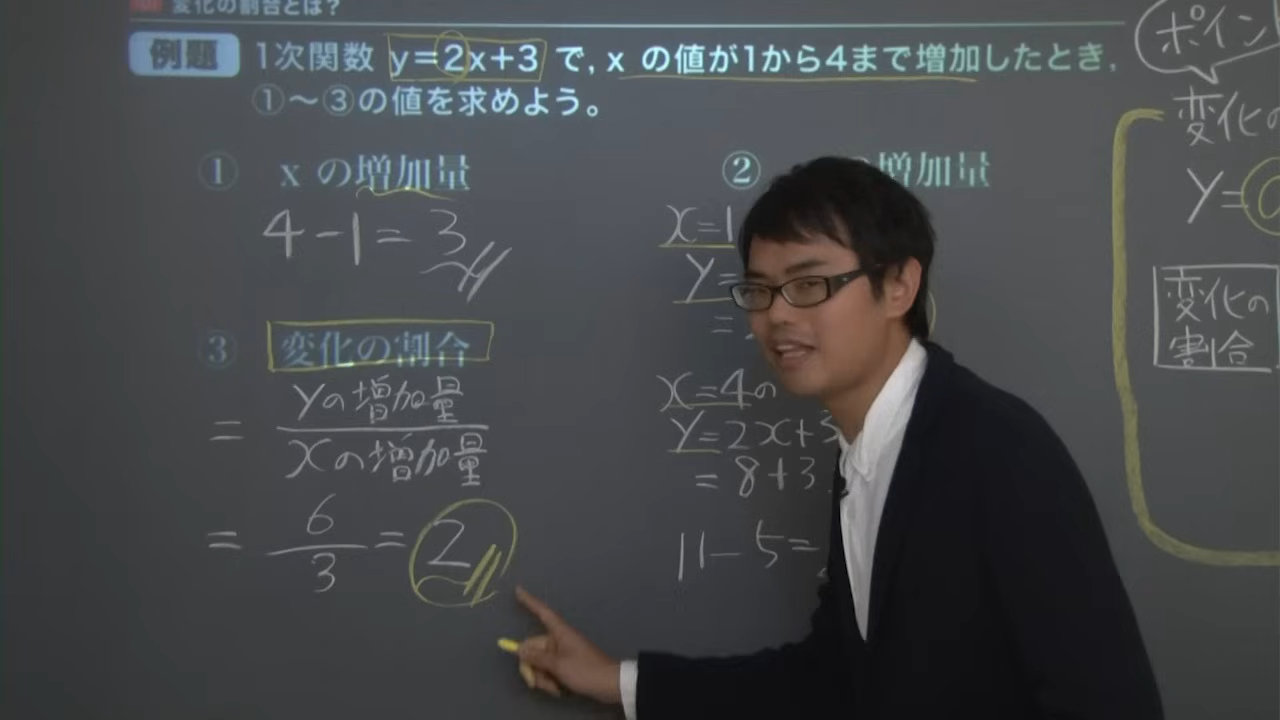 変化の割合とは?
例題 1次関数 y=2x+3 で, x の値が1から4まで増加したとき,
①〜③の値を求めよう。
① x の増加量
4-1=3
② の増加量
x=1
y=
=
x=4の
y=2x+3
=8+3
11-5=
③ 変化の割合
= yの増加量/xの増加量
= 6/3 = 2
ポイン
変化の
y=a
変化の
割合